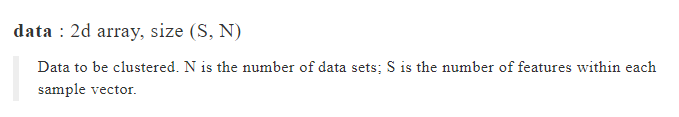 data : 2d array, size (S, N)
Data to be clustered. N is the number of data sets; S is the number of features within each
sample vector.